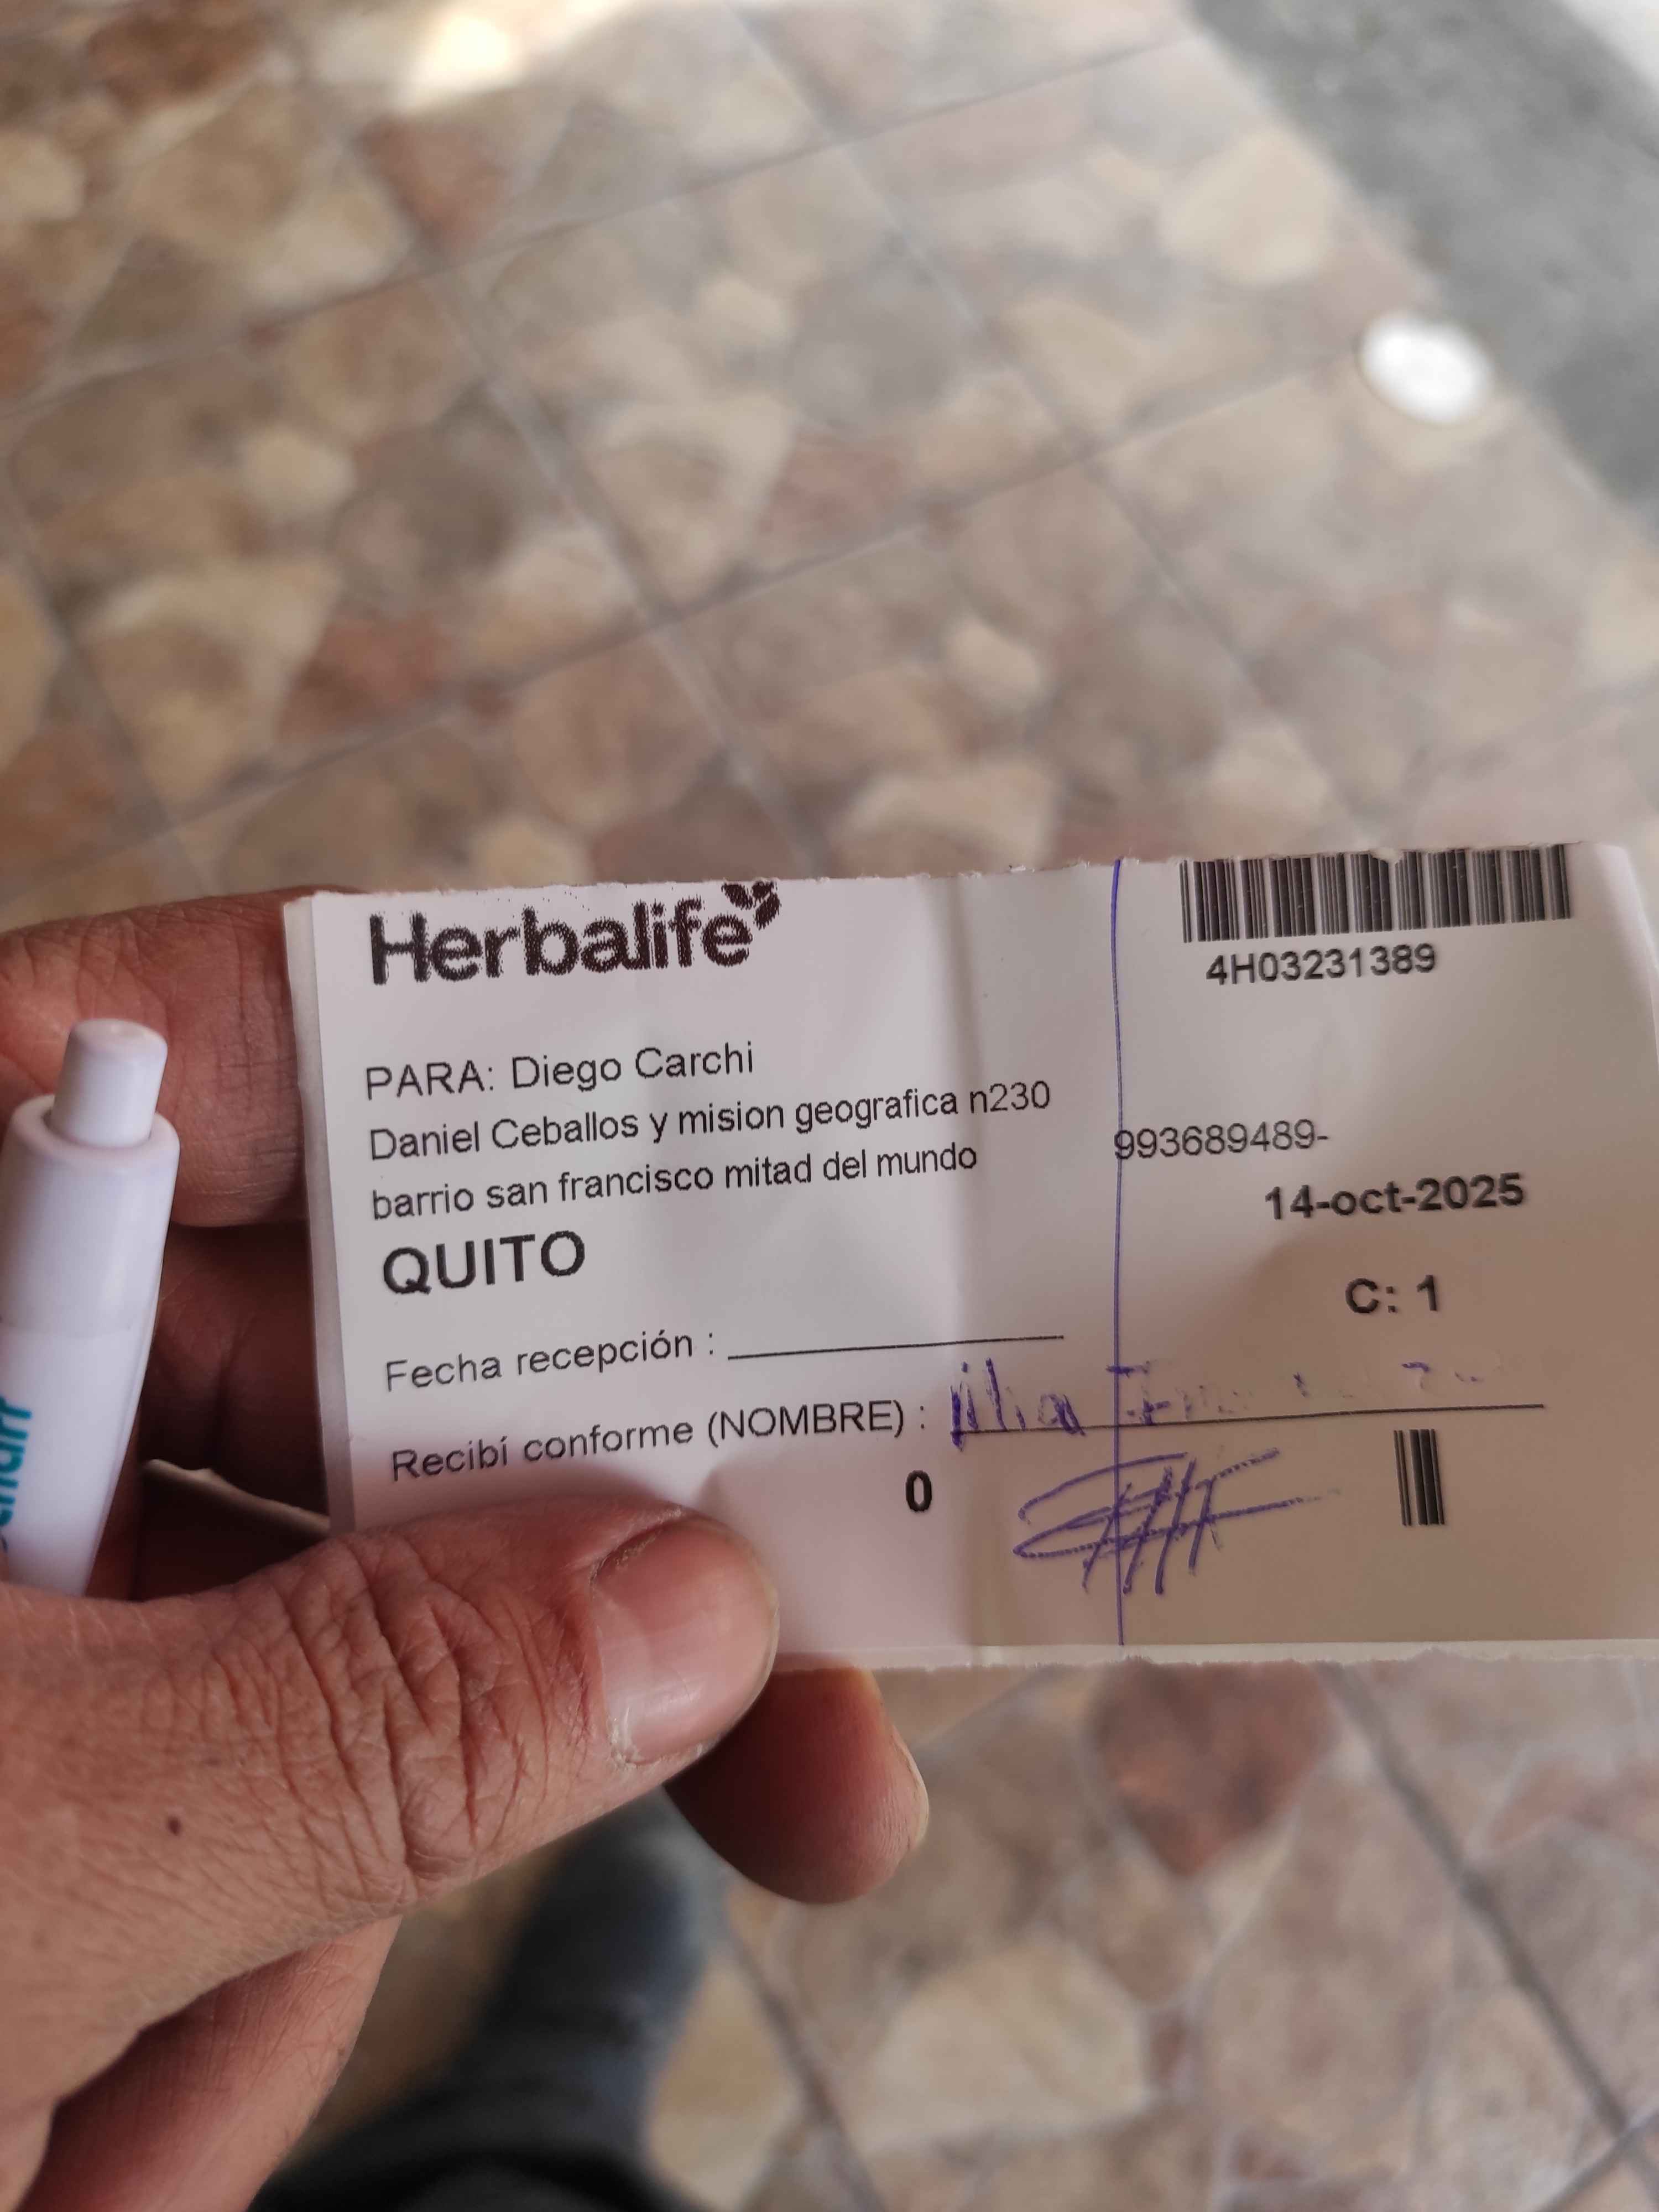 Herbalife
4H03231389
PARA: Diego Carchi
Daniel Ceballos y mision geografica n230
993689489-
barrio san francisco mitad del mundo
14-oct-2025
QUITO
C: 1
Fecha recepción :
Recibí conforme (NOMBRE) :
0